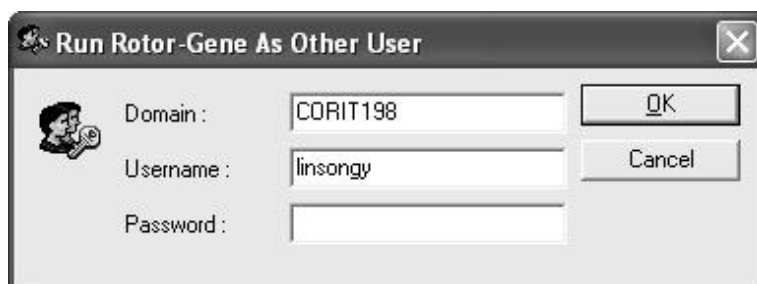 Run Rotor-Gene As Other User
Domain : CORIT198 OK
Username : linsongy Cancel
Password :